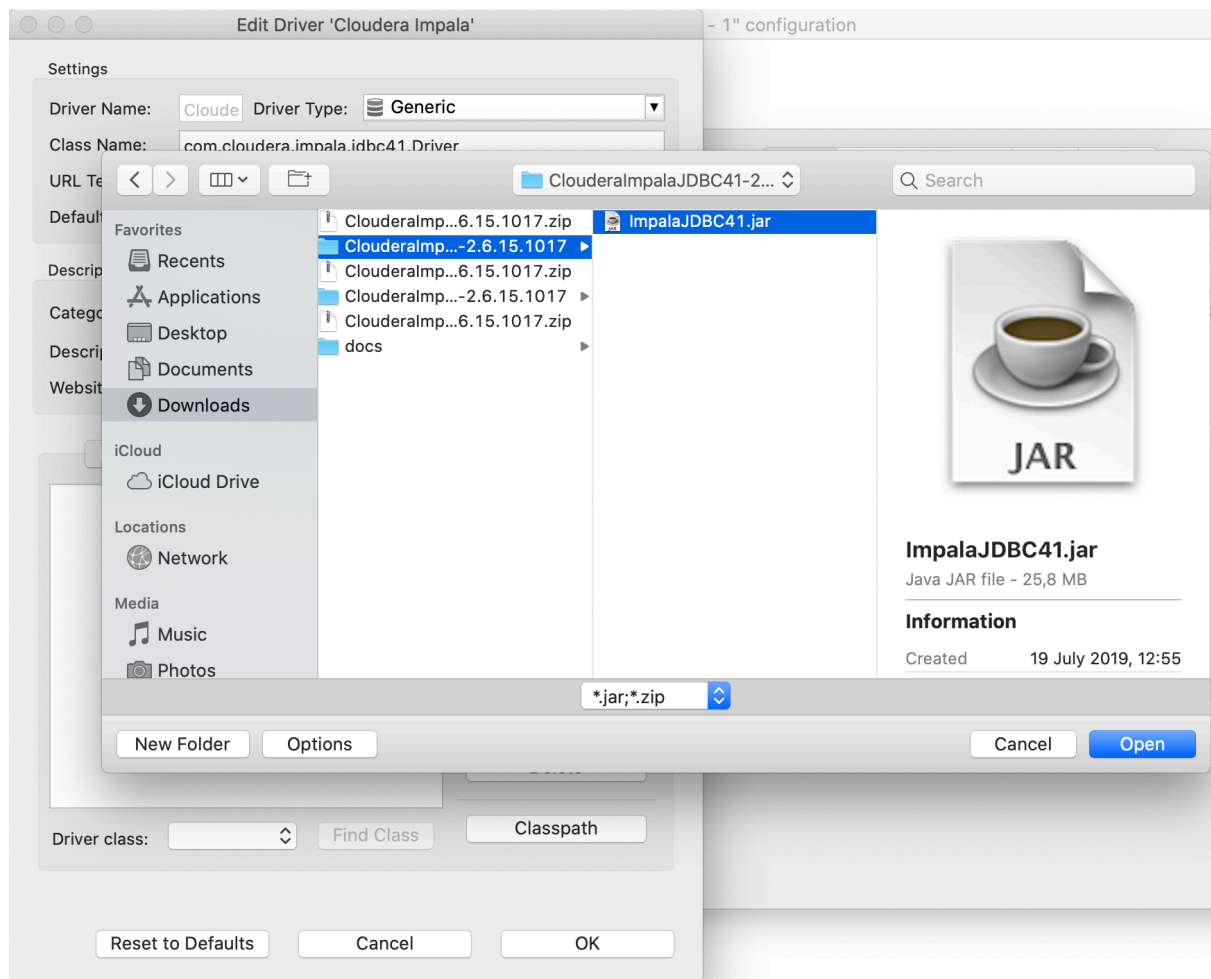 Edit Driver 'Cloudera Impala'
- 1" configuration
Settings
Driver Name: Cloude Driver Type: Generic
Class Name: com.cloudera.impala.jdbc41.Driver
URL Te
Default
Descrip
Catego
Descrip
Websit
ClouderaImpalaJDBC41-2...
Search
Favorites
Recents
Applications
Desktop
Documents
Downloads
iCloud
iCloud Drive
Locations
Network
Media
Music
Photos
ClouderaImp...6.15.1017.zip
ClouderaImp...-2.6.15.1017
ClouderaImp...6.15.1017.zip
ClouderaImp...-2.6.15.1017
ClouderaImp...6.15.1017.zip
docs
ImpalaJDBC41.jar
JAR
ImpalaJDBC41.jar
Java JAR file - 25,8 MB
Information
Created 19 July 2019, 12:55
*.jar;*.zip
New Folder Options Cancel Open
Driver class: Find Class Classpath
Reset to Defaults Cancel OK